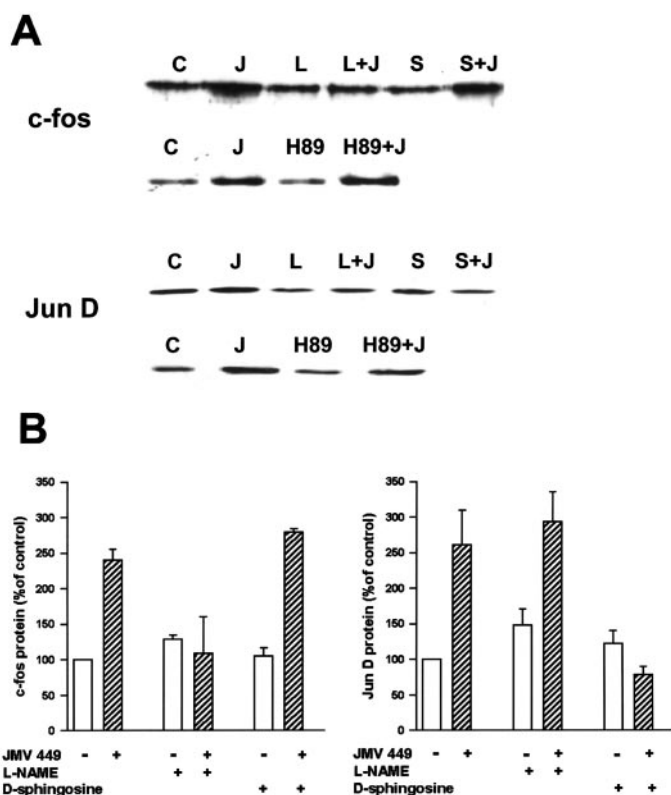 A
C J L L+J S S+J
c-fos
C J H89 H89+J
C J L L+J S S+J
Jun D
C J H89 H89+J
B
350
300
250
200
150
100
50
0
c-fos protein (%of control)
JMV 449 - + - + - +
L-NAME + +
D-sphingosine + +
350
300
250
200
150
100
50
0
Jun D protein (%of control)
JMV 449 - + - + - +
L-NAME + +
D-sphingosine + +